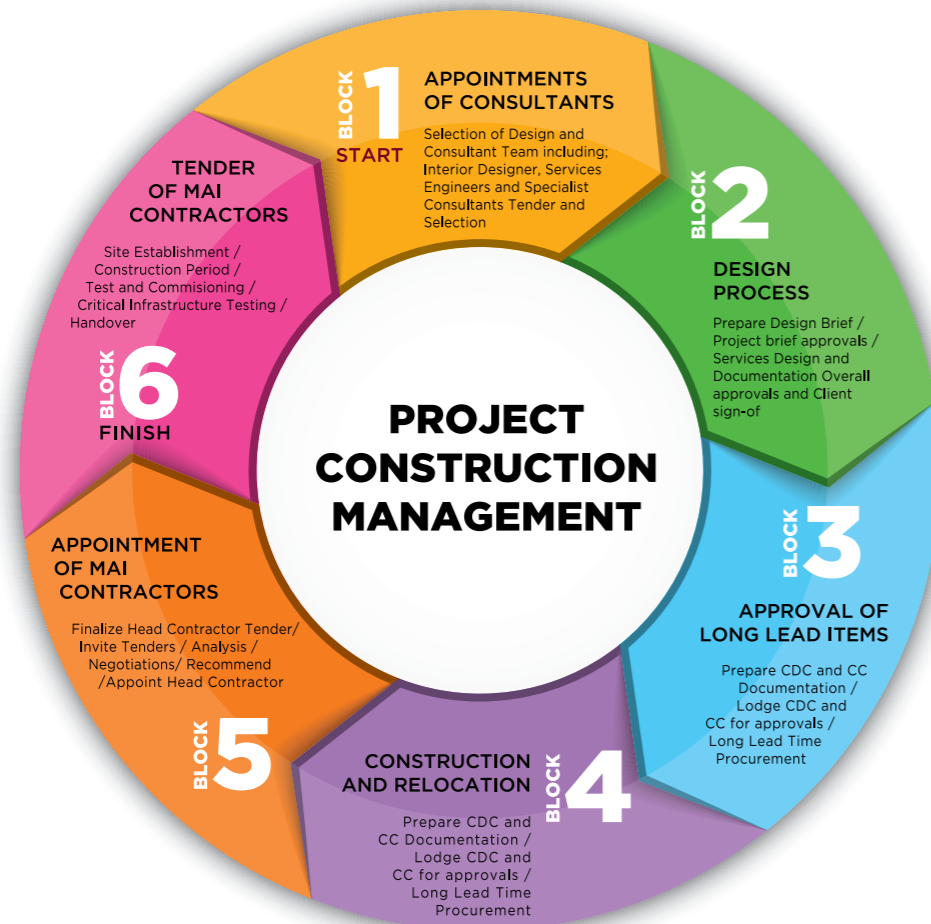 BLOCK
1
START
APPOINTMENTS
OF CONSULTANTS
Selection of Design and
Consultant Team including;
Interior Designer, Services
Engineers and Specialist
Consultants Tender and
Selection
BLOCK
2
DESIGN
PROCESS
Prepare Design Brief /
Project brief approvals /
Services Design and
Documentation Overall
approvals and Client
sign-of
BLOCK
3
APPROVAL OF
LONG LEAD ITEMS
Prepare CDC and CC
Documentation /
Lodge CDC and
CC for approvals /
Long Lead Time
Procurement
BLOCK
4
CONSTRUCTION
AND RELOCATION
Prepare CDC and
CC Documentation /
Lodge CDC and
CC for approvals /
Long Lead Time
Procurement
BLOCK
5
APPOINTMENT
OF MAI
CONTRACTORS
Finalize Head Contractor Tender/
Invite Tenders / Analysis /
Negotiations/ Recommend
/Appoint Head Contractor
BLOCK
6
FINISH
TENDER
OF MAI
CONTRACTORS
Site Establishment /
Construction Period /
Test and Commisioning /
Critical Infrastructure Testing /
Handover
PROJECT
CONSTRUCTION
MANAGEMENT